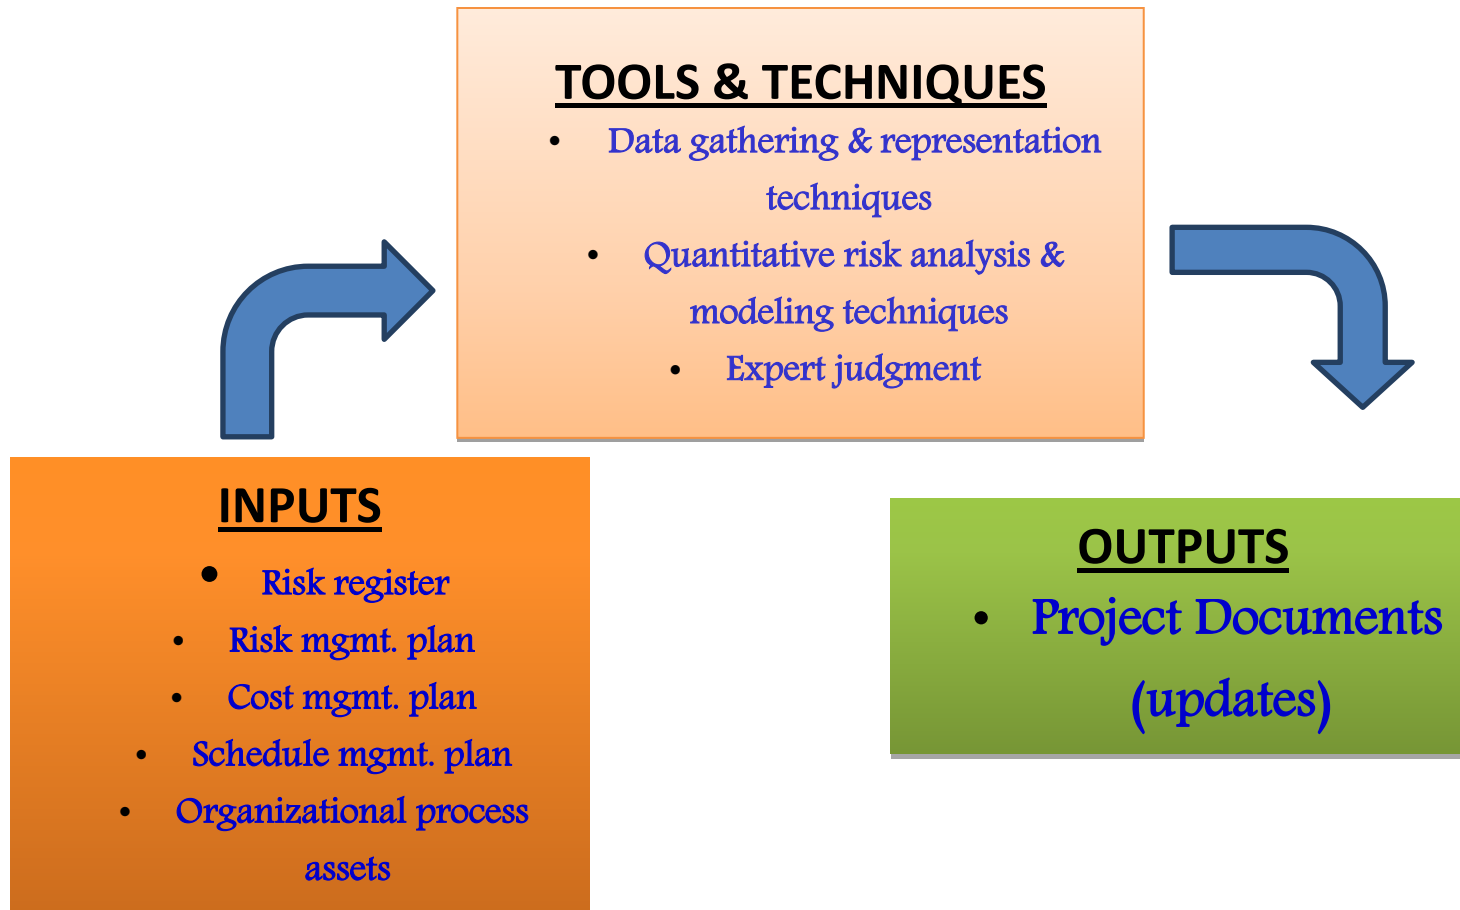 TOOLS & TECHNIQUES
• Data gathering & representation
techniques
• Quantitative risk analysis &
modeling techniques
• Expert judgment
INPUTS
• Risk register
• Risk mgmt. plan
• Cost mgmt. plan
• Schedule mgmt. plan
• Organizational process
assets
OUTPUTS
• Project Documents
(updates)